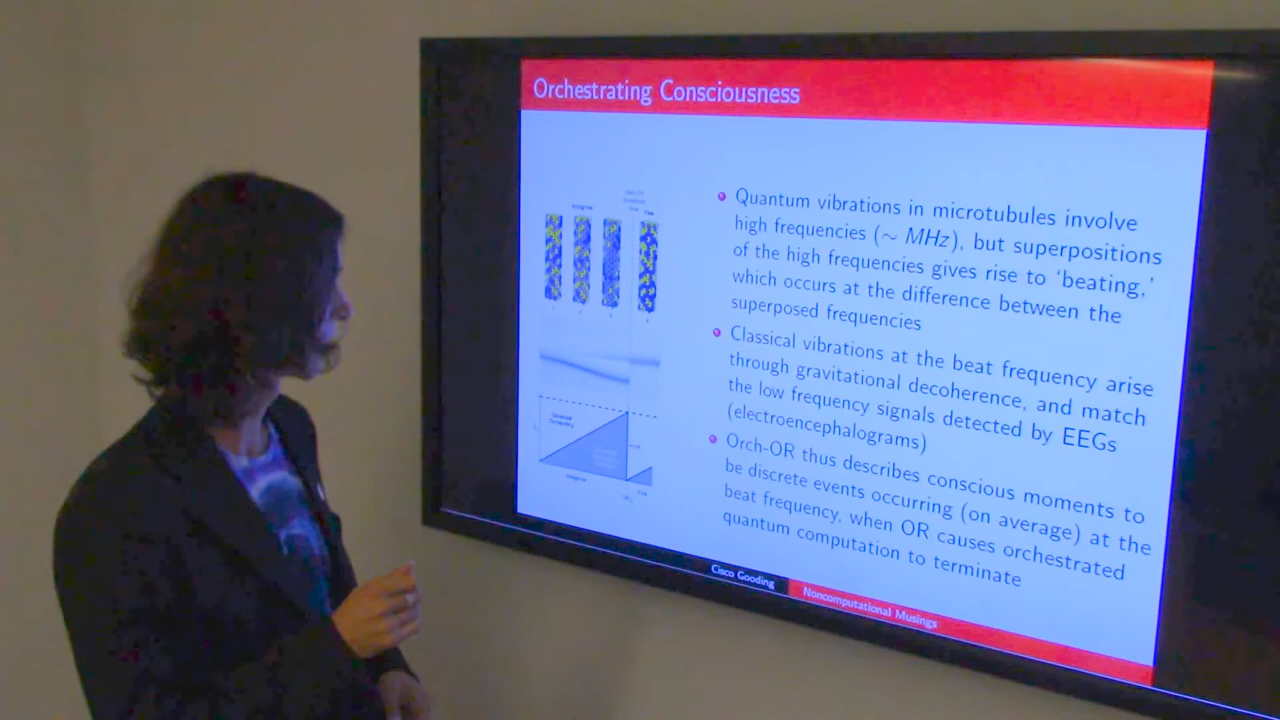 Orchestrating Consciousness
Quantum vibrations in microtubules involve
high frequencies (∼ MHz), but superpositions
of the high frequencies gives rise to ‘beating,’
which occurs at the difference between the
superposed frequencies
Classical vibrations at the beat frequency arise
through gravitational decoherence, and match
the low frequency signals detected by EEGs
(electroencephalograms)
Orch-OR thus describes conscious moments to
be discrete events occurring (on average) at the
beat frequency, when OR causes orchestrated
quantum computation to terminate
Cisco Gooding
Noncomputational Musings